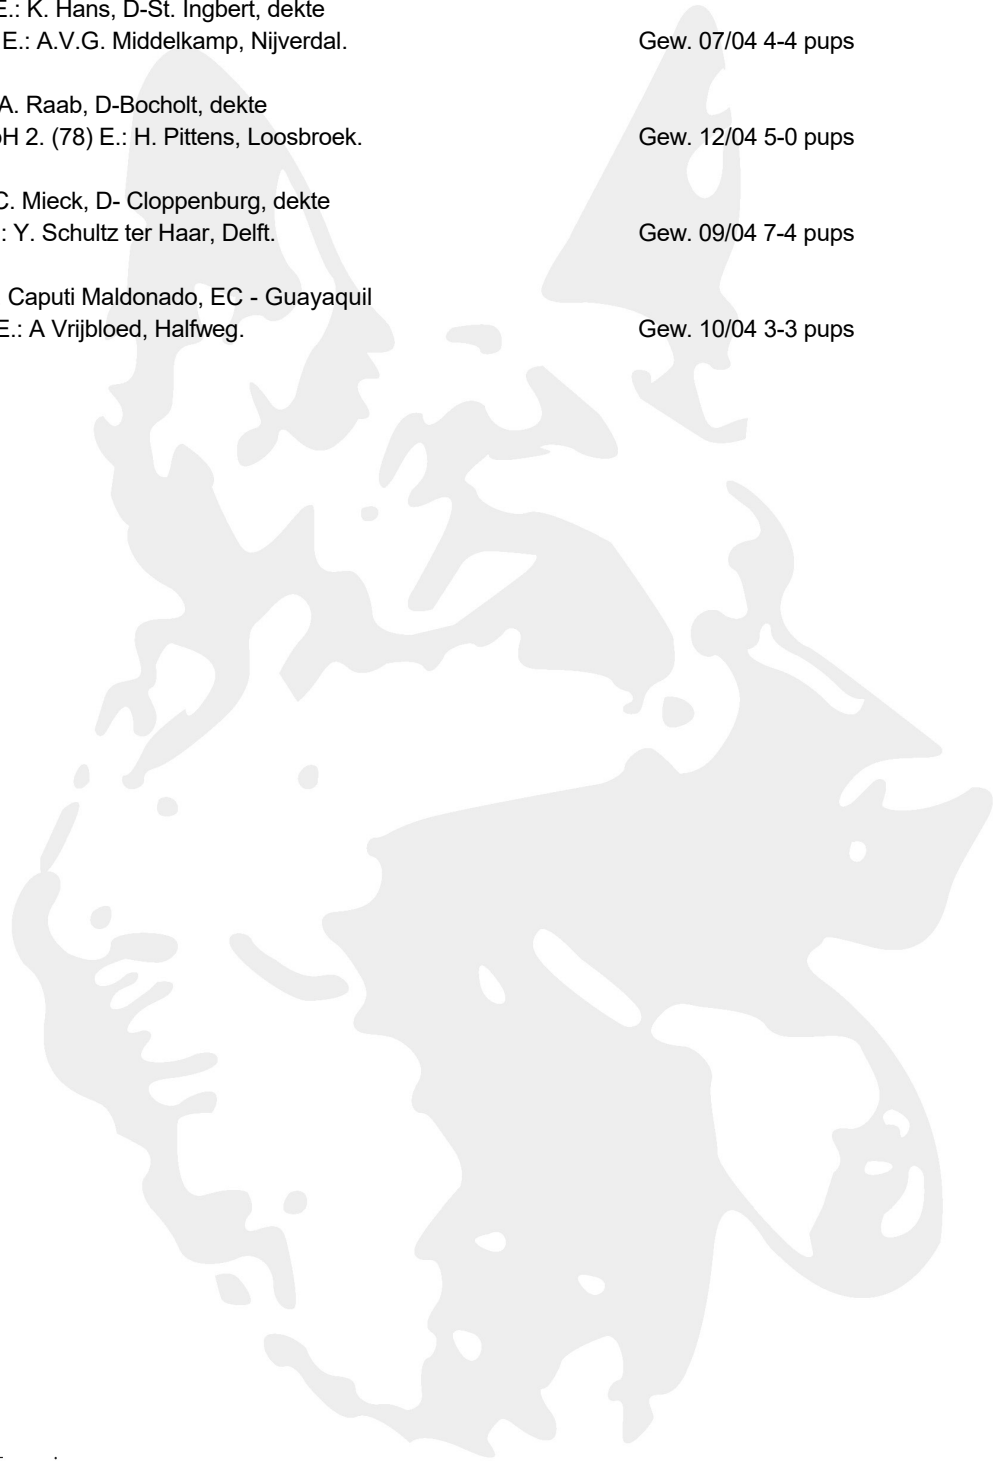 E.: K. Hans, D-St. Ingbert, dekte
E.: A.V.G. Middelkamp, Nijverdal. Gew. 07/04 4-4 pups
A. Raab, D-Bocholt, dekte
H 2. (78) E.: H. Pittens, Loosbroek. Gew. 12/04 5-0 pups
C. Mieck, D- Cloppenburg, dekte
: Y. Schultz ter Haar, Delft. Gew. 09/04 7-4 pups
Caputi Maldonado, EC - Guayaquil
E.: A Vrijbloed, Halfweg. Gew. 10/04 3-3 pups